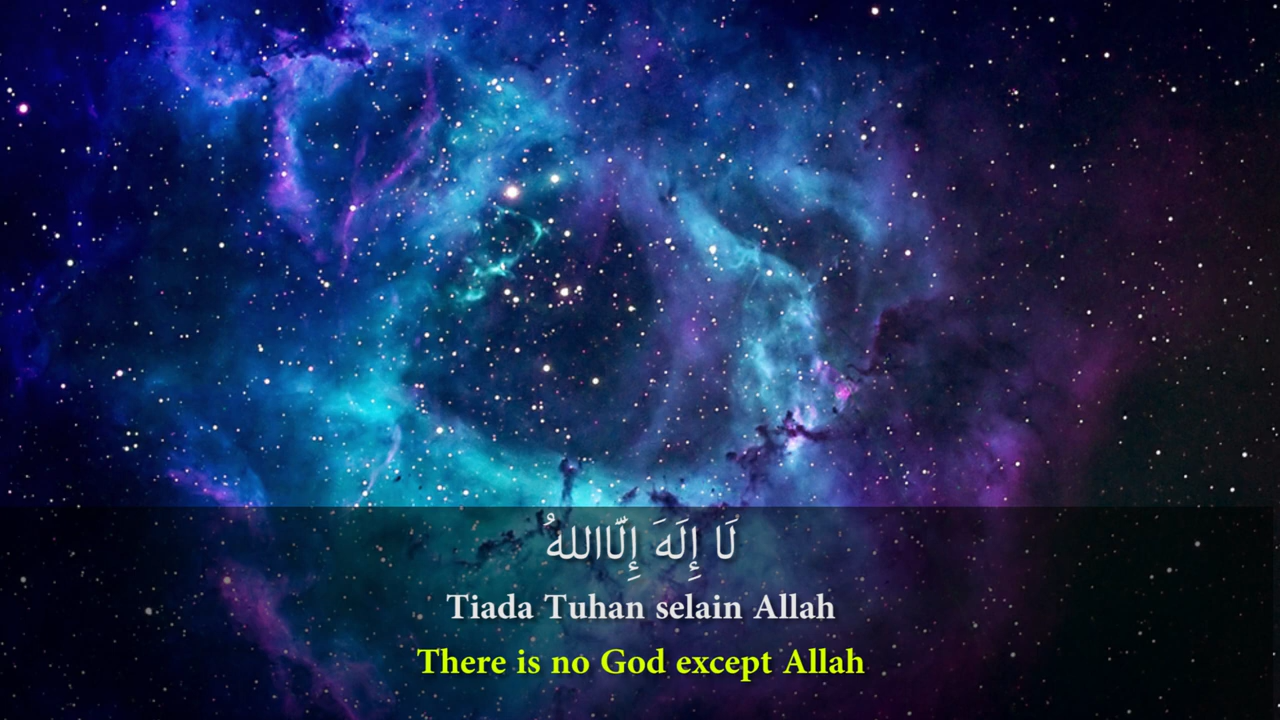 لَا إِلَهَ إِلَّااللهُ
Tiada Tuhan selain Allah
There is no God except Allah